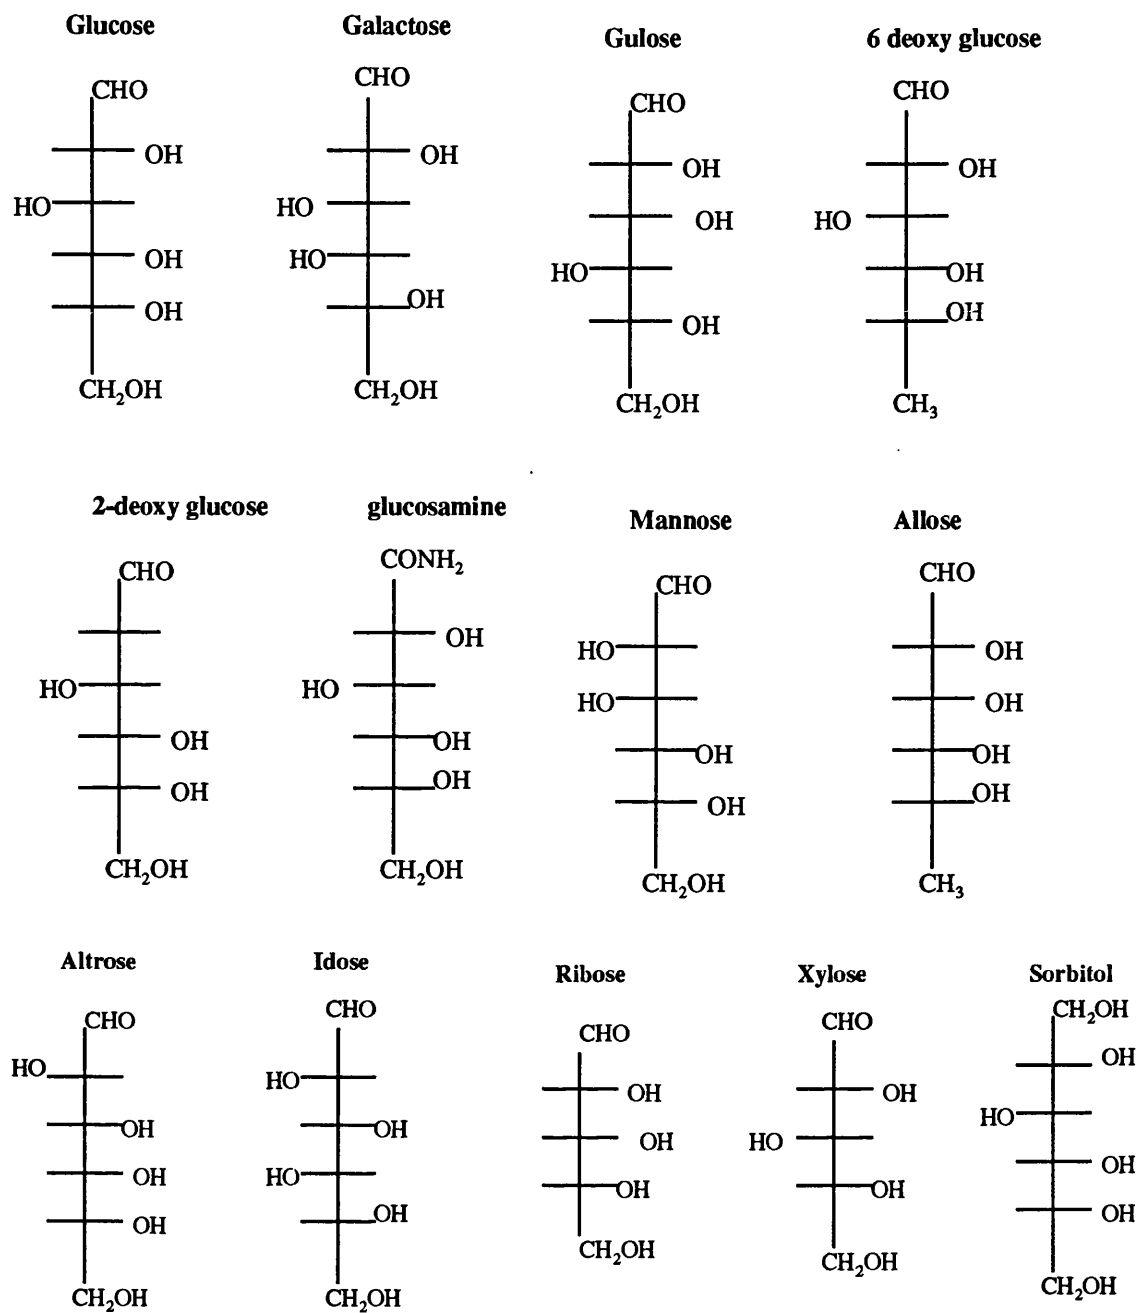 Glucose
CHO
OH
HO
OH
OH
CH2OH
Galactose
CHO
OH
HO
HO
OH
CH2OH
Gulose
CHO
OH
OH
HO
OH
CH2OH
6 deoxy glucose
CHO
OH
HO
OH
OH
CH3
2-deoxy glucose
CHO
HO
OH
OH
CH2OH
glucosamine
CONH2
OH
HO
OH
OH
CH2OH
Mannose
CHO
HO
HO
OH
OH
CH2OH
Allose
CHO
OH
OH
OH
OH
CH3
Altrose
CHO
HO
OH
OH
OH
CH2OH
Idose
CHO
HO
OH
HO
OH
CH2OH
Ribose
CHO
OH
OH
OH
CH2OH
Xylose
CHO
OH
HO
OH
CH2OH
Sorbitol
CH2OH
OH
HO
OH
OH
CH2OH